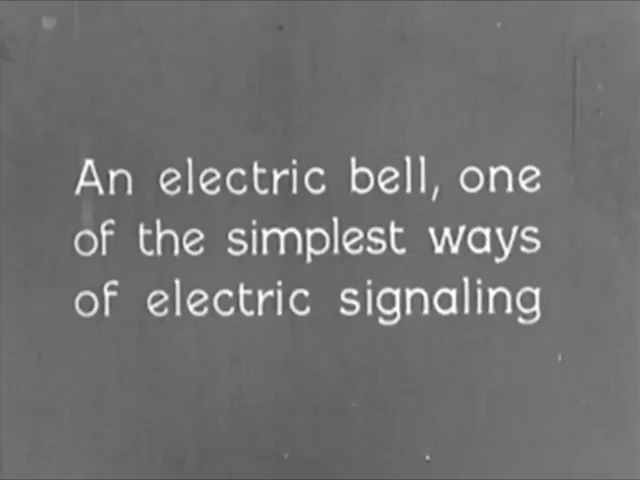 An electric bell, one
of the simplest ways
of electric signaling